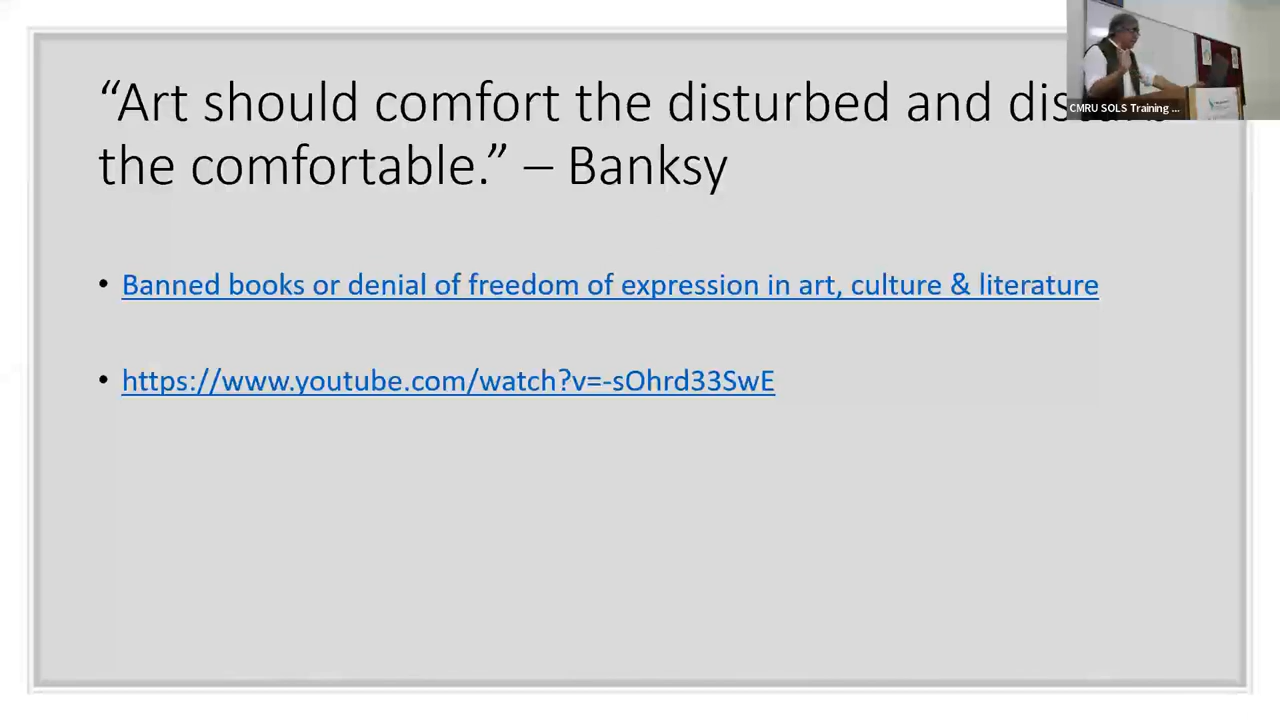 “Art should comfort the disturbed and
the comfortable.” – Banksy
• Banned books or denial of freedom of expression in art, culture & literature
• https://www.youtube.com/watch?v=-sOhrd33SwE
CMRU SOLS Training ...